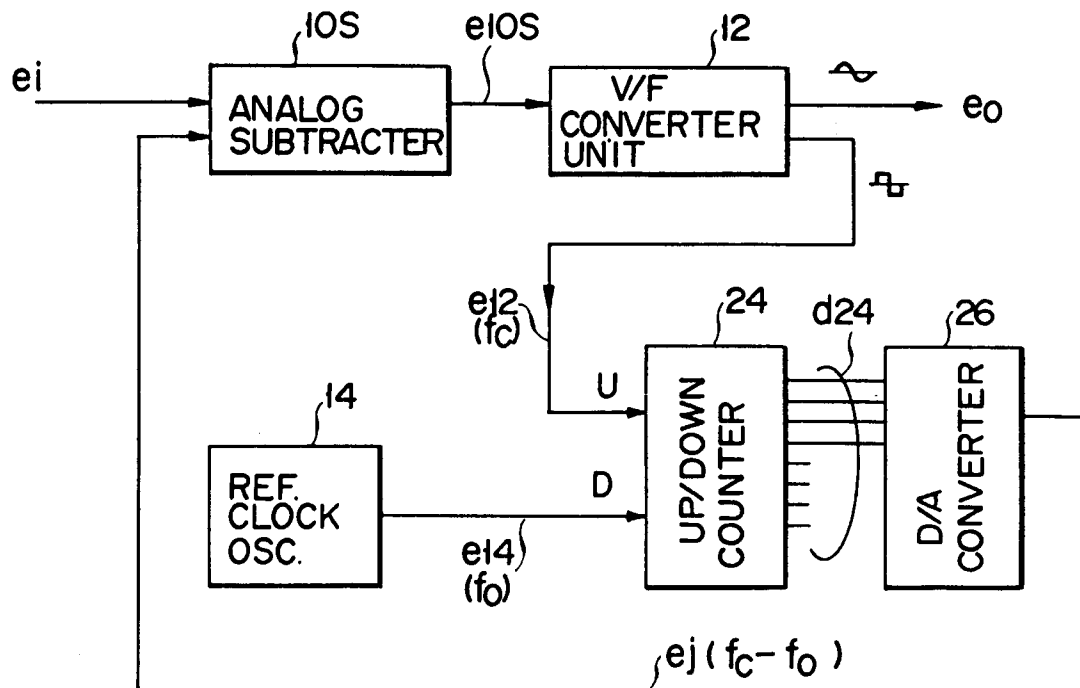 10S
e10S
12
ei
ANALOG
SUBTRACTER
V/F
CONVERTER
UNIT
eo
e12
(fc)
24
d24
26
U
14
REF.
CLOCK
OSC.
D
UP/DOWN
COUNTER
D/A
CONVERTER
e14
(fo)
ej (fc-fo)